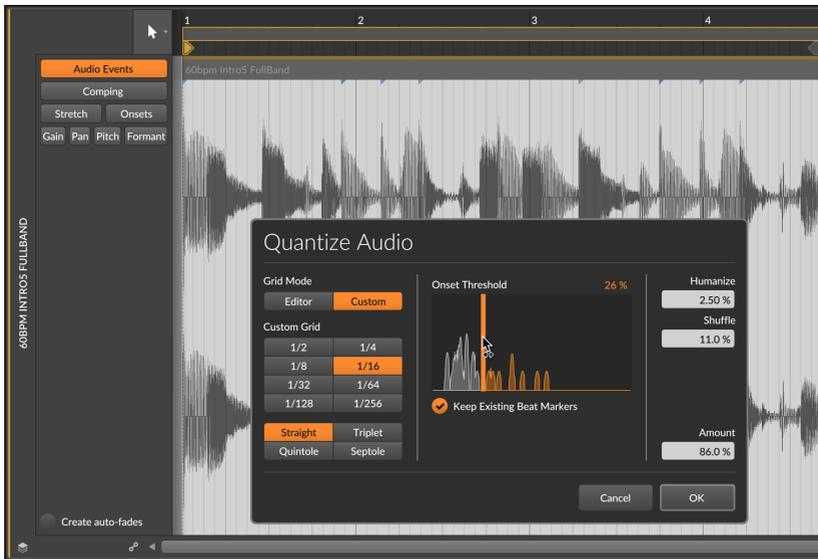 1 2 3 4
Audio Events
Comping
Stretch Onsets
Gain Pan Pitch Formant
60bpm Intro5 FullBand
60BPM INTRO5 FULLBAND
Quantize Audio
Grid Mode
Editor Custom
Custom Grid
1/2 1/4
1/8 1/16
1/32 1/64
1/128 1/256
Straight Triplet
Quintole Septole
Onset Threshold 26 %
Keep Existing Beat Markers
Humanize
2.50 %
Shuffle
11.0 %
Amount
86.0 %
Cancel OK
Create auto-fades